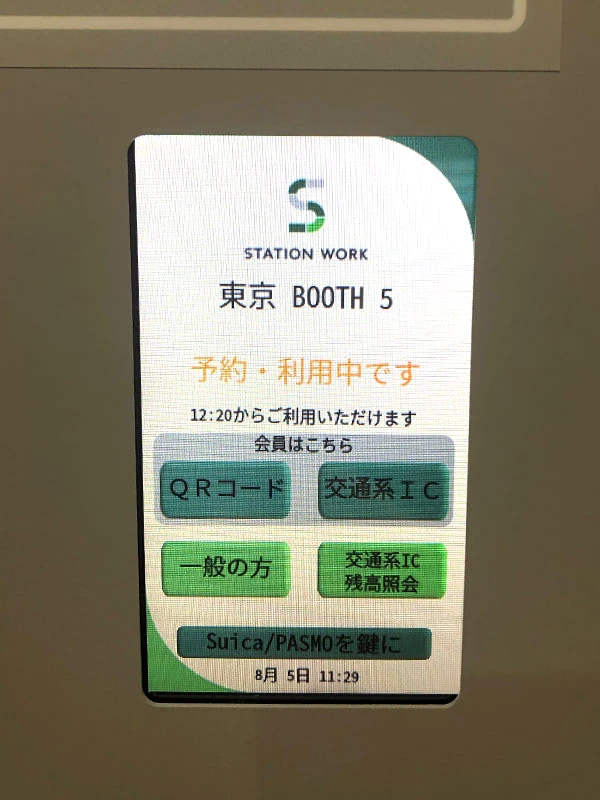 STATION WORK
東京 BOOTH 5
予約・利用中です
12:20からご利用いただけます
会員はこちら
QRコード 交通系IC
一般の方 交通系IC
残高照会
Suica/PASMOを鍵に
8月 5日 11:29